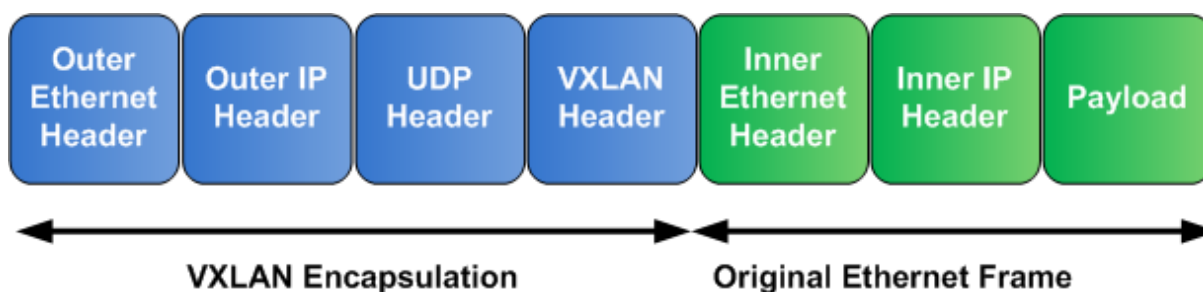 Outer
Ethernet
Header
Outer IP
Header
UDP
Header
VXLAN
Header
Inner
Ethernet
Header
Inner IP
Header
Payload
VXLAN Encapsulation
Original Ethernet Frame